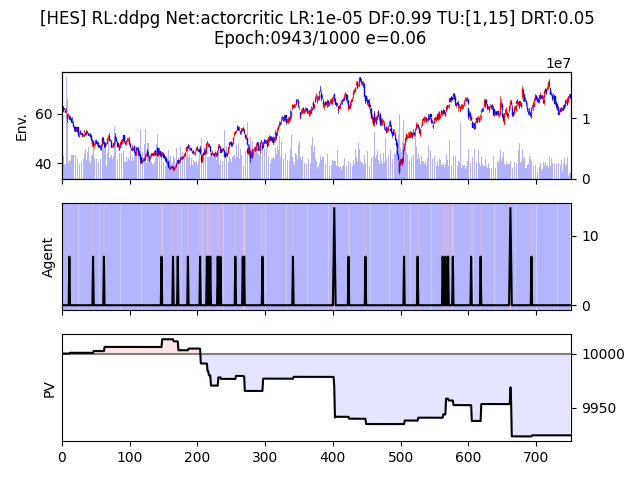 [HES] RL:ddpg Net:actorcritic LR:1e-05 DF:0.99 TU:[1,15] DRT:0.05
Epoch:0943/1000 e=0.06
1e7
Env.
60
40
1
0
Agent
10
0
PV
10000
9950
0 100 200 300 400 500 600 700